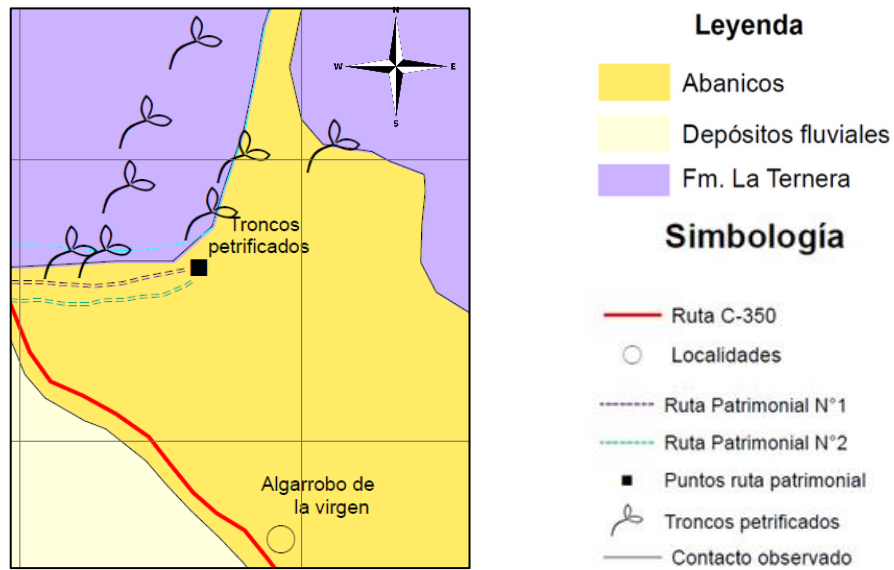 N
W
E
S
Troncos
petrificados
Algarrobo de
la virgen
Leyenda
Abanicos
Depósitos fluviales
Fm. La Ternera
Simbología
Ruta C-350
Localidades
Ruta Patrimonial N°1
Ruta Patrimonial N°2
Puntos ruta patrimonial
Troncos petrificados
Contacto observado